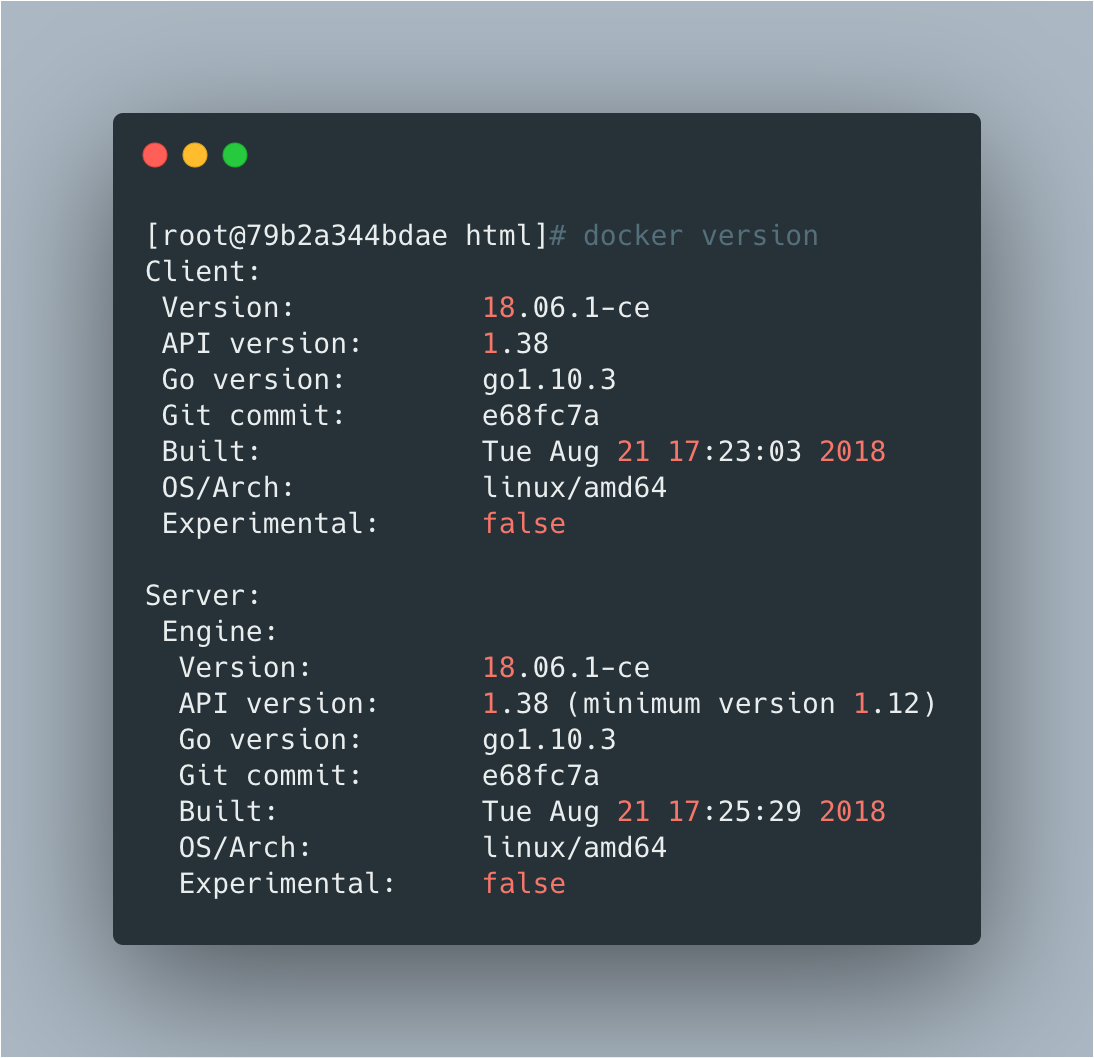 [root@79b2a344bdae html]# docker version
Client:
 Version:           18.06.1-ce
 API version:       1.38
 Go version:        go1.10.3
 Git commit:        e68fc7a
 Built:             Tue Aug 21 17:23:03 2018
 OS/Arch:           linux/amd64
 Experimental:      false

Server:
 Engine:
  Version:          18.06.1-ce
  API version:      1.38 (minimum version 1.12)
  Go version:       go1.10.3
  Git commit:       e68fc7a
  Built:            Tue Aug 21 17:25:29 2018
  OS/Arch:          linux/amd64
  Experimental:     false